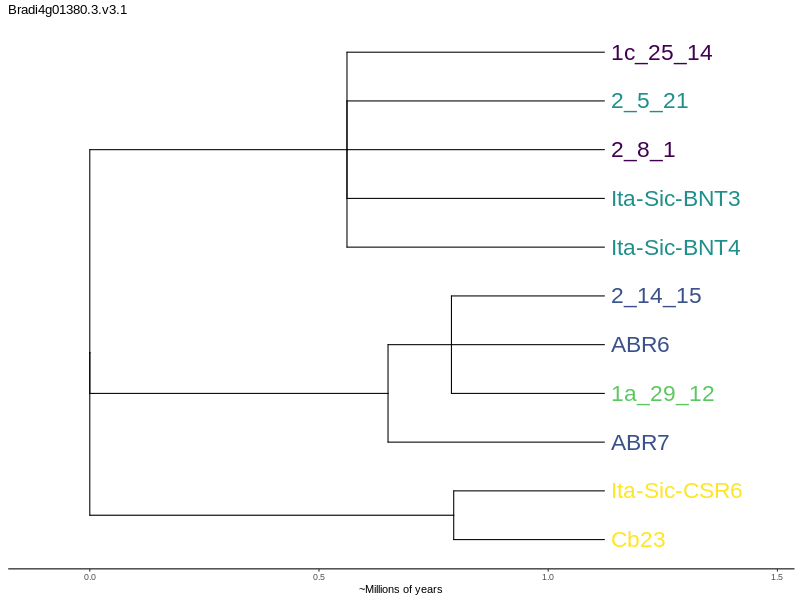 Bradi4g01380.3.v3.1
1c_25_14
2_5_21
2_8_1
Ita-Sic-BNT3
Ita-Sic-BNT4
2_14_15
ABR6
1a_29_12
ABR7
Ita-Sic-CSR6
Cb23
0.0 0.5 1.0 1.5
~Millions of years